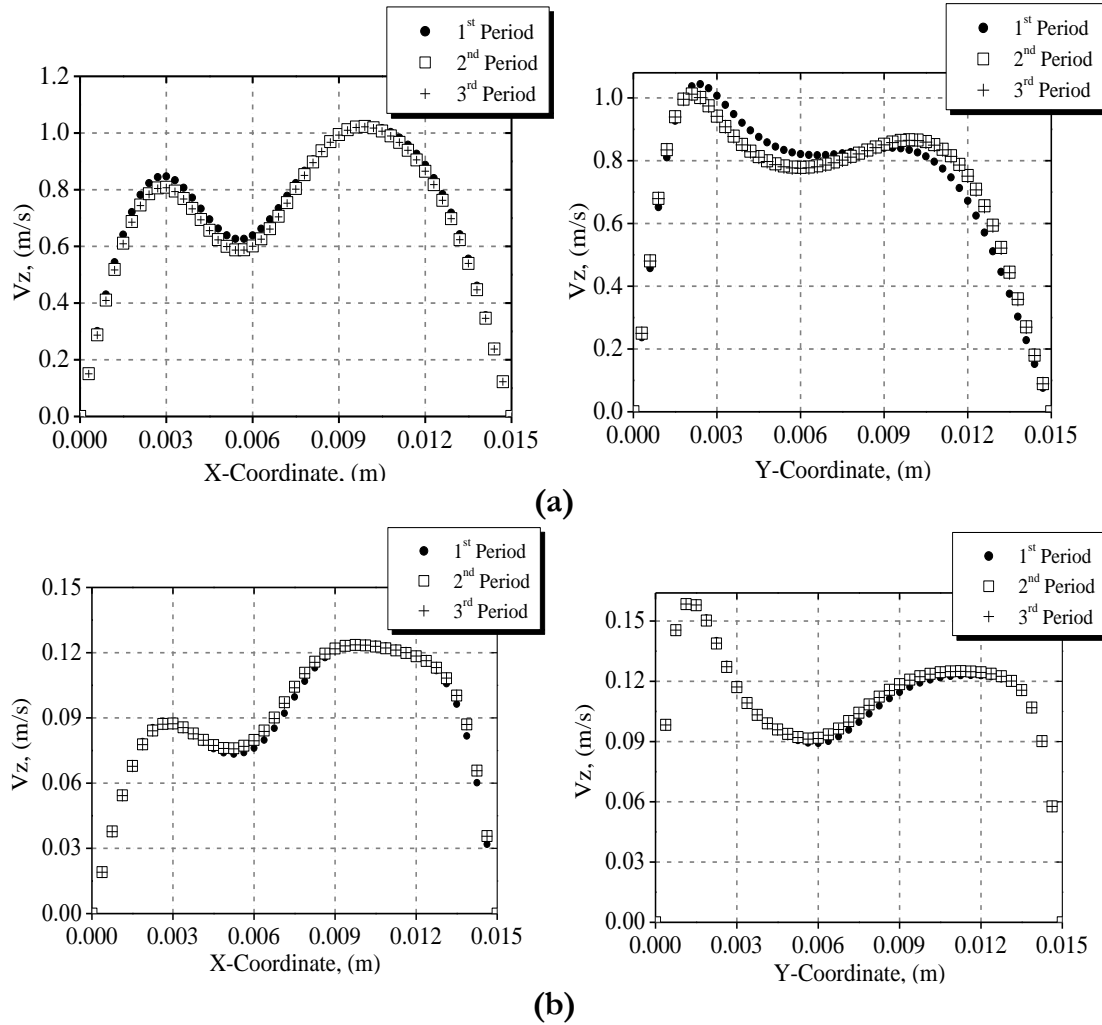 1st Period
2nd Period
3rd Period
1.2
1.0
0.8
0.6
0.4
0.2
0.0
Vz, (m/s)
0.000 0.003 0.006 0.009 0.012 0.015
X-Coordinate, (m)
1st Period
2nd Period
3rd Period
1.0
0.8
0.6
0.4
0.2
0.0
Vz, (m/s)
0.000 0.003 0.006 0.009 0.012 0.015
Y-Coordinate, (m)
(a)
1st Period
2nd Period
3rd Period
0.15
0.12
0.09
0.06
0.03
0.00
Vz, (m/s)
0.000 0.003 0.006 0.009 0.012 0.015
X-Coordinate, (m)
1st Period
2nd Period
3rd Period
0.15
0.12
0.09
0.06
0.03
0.00
Vz, (m/s)
0.000 0.003 0.006 0.009 0.012 0.015
Y-Coordinate, (m)
(b)